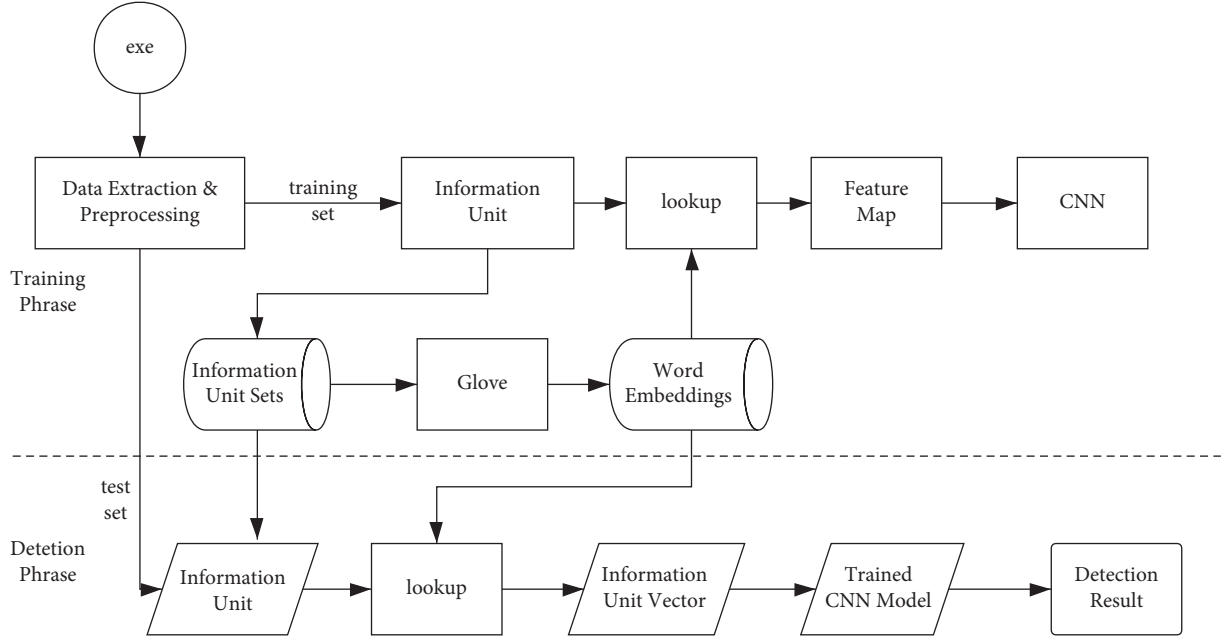 exe
Data Extraction &
Preprocessing
training
set
Information
Unit
lookup
Feature
Map
CNN
Training
Phrase
Information
Unit Sets
Glove
Word
Embeddings
test
set
Detetion
Phrase
Information
Unit
lookup
Information
Unit Vector
Trained
CNN Model
Detection
Result